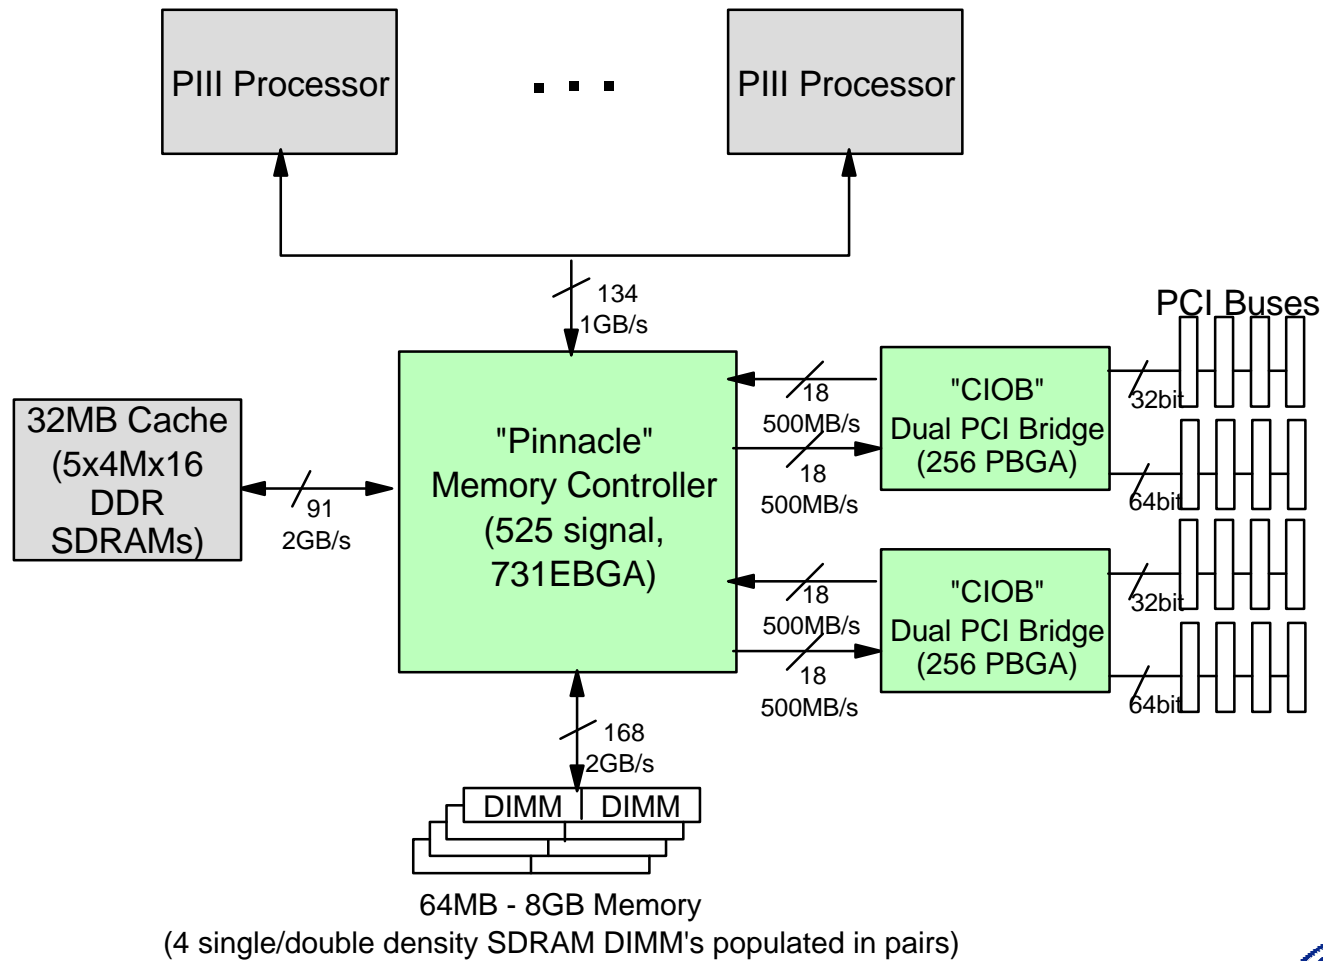 PIII Processor
. . .
PIII Processor
134
1GB/s
PCI Buses
32MB Cache
(5x4Mx16
DDR
SDRAMs)
91
2GB/s
"Pinnacle"
Memory Controller
(525 signal,
731EBGA)
18
500MB/s
18
500MB/s
"CIOB"
Dual PCI Bridge
(256 PBGA)
32bit
64bit
18
500MB/s
18
500MB/s
"CIOB"
Dual PCI Bridge
(256 PBGA)
32bit
64bit
168
2GB/s
DIMM DIMM
64MB - 8GB Memory
(4 single/double density SDRAM DIMM's populated in pairs)